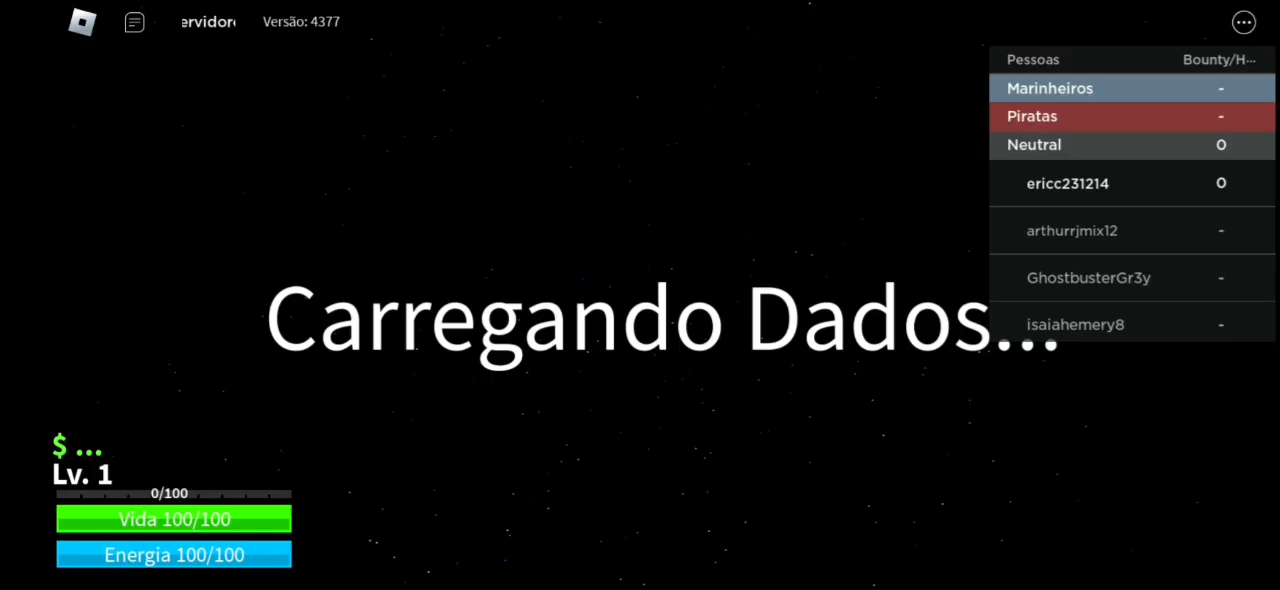 ervidor
Versão: 4377
Pessoas Bounty/H...
Marinheiros -
Piratas -
Neutral 0
ericc231214 0
arthurrjmix12 -
GhostbusterGr3y -
isaiahemery8 -
Carregando Dados...
$ ...
Lv. 1
0/100
Vida 100/100
Energia 100/100